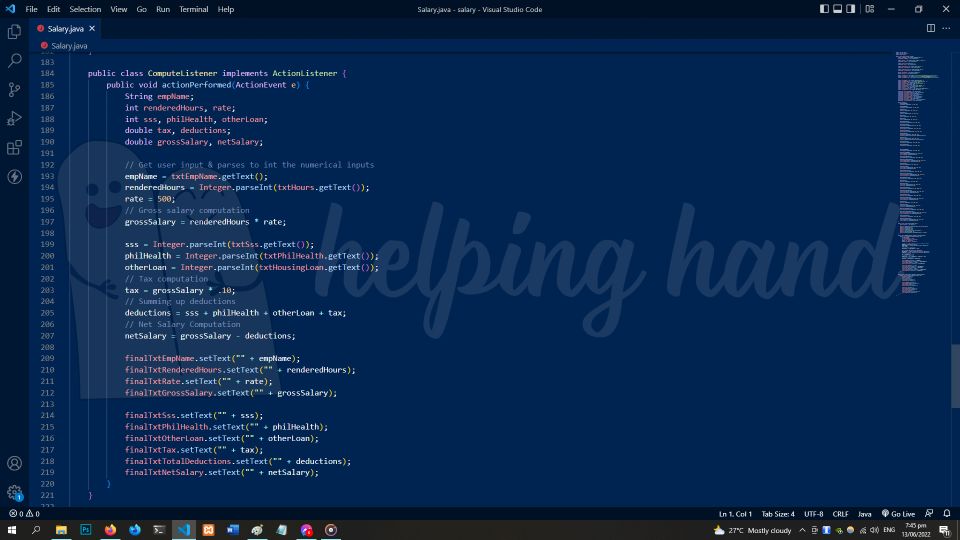 File Edit Selection View Go Run Terminal Help
Salary.java - salary - Visual Studio Code
Salary.java
Salary.java
183
184 public class ComputeListener implements ActionListener {
185 public void actionPerformed(ActionEvent e) {
186 String empName;
187 int renderedHours, rate;
188 int sss, philHealth, otherLoan;
189 double tax, deductions;
190 double grossSalary, netSalary;
191
192 // Get user input & parses to int the numerical inputs
193 empName = txtEmpName.getText();
194 renderedHours = Integer.parseInt(txtHours.getText());
195 rate = 500;
196 // Gross salary computation
197 grossSalary = renderedHours * rate;
198
199 sss = Integer.parseInt(txtSss.getText());
200 philHealth = Integer.parseInt(txtPhilHealth.getText());
201 otherLoan = Integer.parseInt(txtHousingLoan.getText());
202 // Tax computation
203 tax = grossSalary * .10;
204 // Summing up deductions
205 deductions = sss + philHealth + otherLoan + tax;
206 // Net Salary Computation
207 netSalary = grossSalary - deductions;
208
209 finalTxtEmpName.setText("" + empName);
210 finalTxtRenderedHours.setText("" + renderedHours);
211 finalTxtRate.setText("" + rate);
212 finalTxtGrossSalary.setText("" + grossSalary);
213
214 finalTxtSss.setText("" + sss);
215 finalTxtPhilHealth.setText("" + philHealth);
216 finalTxtOtherLoan.setText("" + otherLoan);
217 finalTxtTax.setText("" + tax);
218 finalTxtTotalDeductions.setText("" + deductions);
219 finalTxtNetSalary.setText("" + netSalary);
220 }
221 }
helping hand
1
0 0 Ln 1, Col 1 Tab Size: 4 UTF-8 CRLF Java Go Live
Ps
27°C Mostly cloudy ENG 7:45 pm
13/06/2022